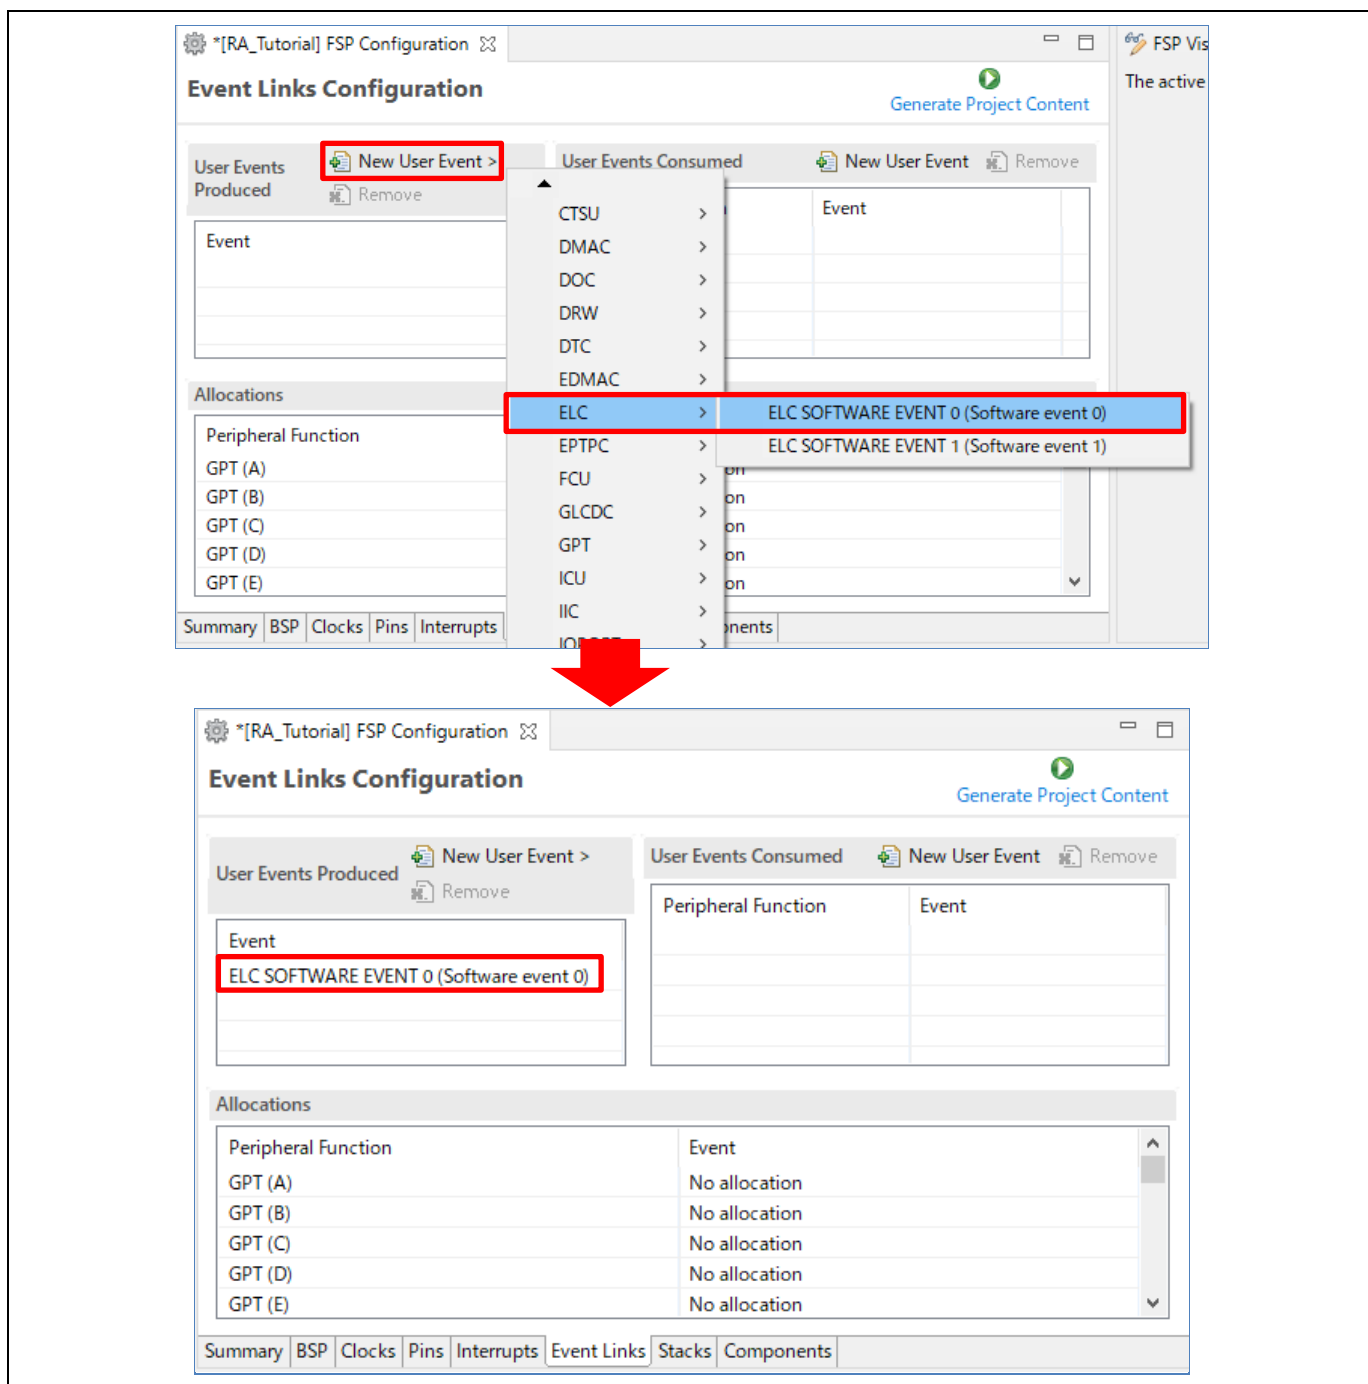 *[RA_Tutorial] FSP Configuration
FSP Vis
Event Links Configuration
Generate Project Content
The active
User Events Produced
New User Event >
Remove
User Events Consumed
New User Event
Remove
Event
Event
CTSU
DMAC
DOC
DRW
DTC
EDMAC
ELC
ELC SOFTWARE EVENT 0 (Software event 0)
EPTPC
ELC SOFTWARE EVENT 1 (Software event 1)
FCU
GLCDC
GPT
ICU
IIC
Allocations
Peripheral Function
GPT (A)
on
GPT (B)
on
GPT (C)
on
GPT (D)
on
GPT (E)
on
Summary BSP Clocks Pins Interrupts
nents
*[RA_Tutorial] FSP Configuration
Event Links Configuration
Generate Project Content
User Events Produced
New User Event >
Remove
User Events Consumed
New User Event
Remove
Event
ELC SOFTWARE EVENT 0 (Software event 0)
Peripheral Function Event
Allocations
Peripheral Function Event
GPT (A) No allocation
GPT (B) No allocation
GPT (C) No allocation
GPT (D) No allocation
GPT (E) No allocation
Summary BSP Clocks Pins Interrupts Event Links Stacks Components